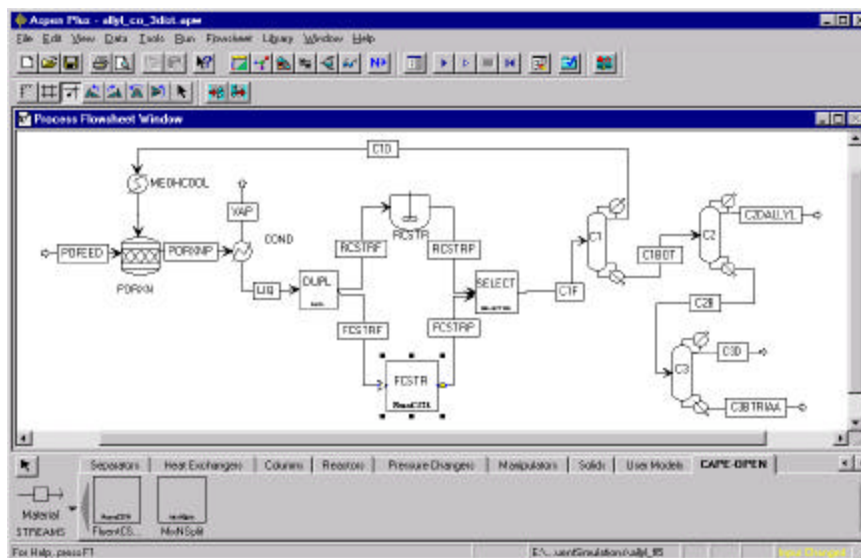 Aspen Plus - allyl_co_3dist.apw
File Edit View Data Tools Run Flowsheet Library Window Help
N>
Process Flowsheet Window
C1D
MEOHCOOL
VAP
C2DALLYL
COND
RCSTR
C1
C2
RCSTRF
RCSTRP
POFEED
PORXNP
C1BOT
DUPL
SELECT
PORXN
LIQ
C1F
C2B
FCSTRF
FCSTRP
C3D
FCSTR
C3
C3BTRIAA
Separators Heat Exchangers Columns Reactors Pressure Changers Manipulators Solids User Models CAPE-OPEN
Material
STREAMS
FluentCS...
MixNSplit
For Help, press F1